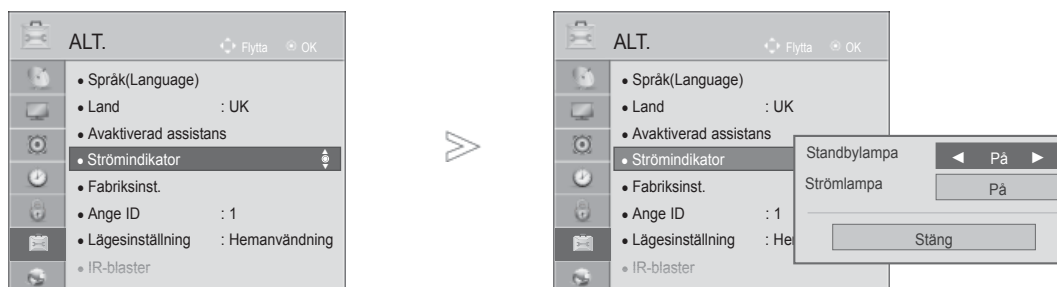 ALT.
Flytta OK
• Språk(Language)
• Land : UK
• Avaktiverad assistans
• Strömindikator
• Fabriksinst.
• Ange ID : 1
• Lägesinställning : Hemanvändning
• IR-blaster
ALT.
Flytta OK
• Språk(Language)
• Land : UK
• Avaktiverad assistans
• Strömindikator
• Fabriksinst.
• Ange ID : 1
• Lägesinställning : He
• IR-blaster
Standbylampa ◄ På ►
Strömlampa På
Stäng